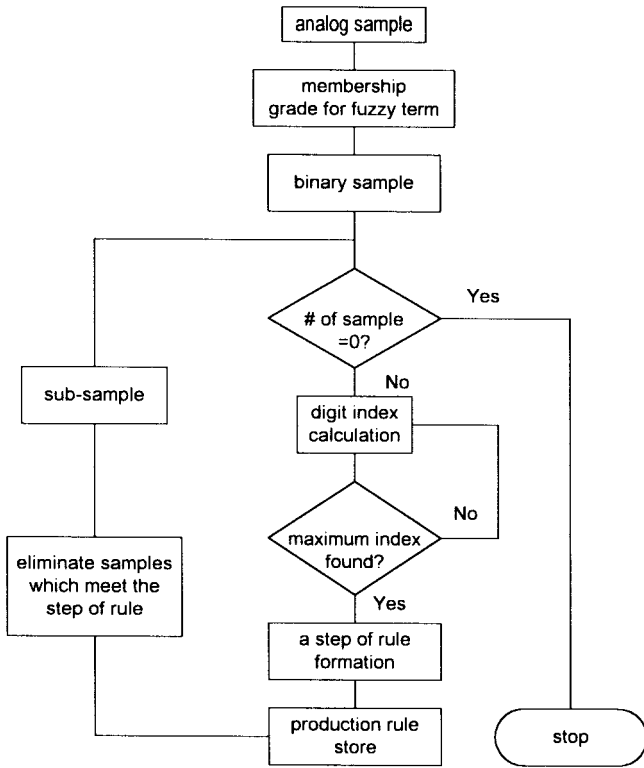 analog sample
membership
grade for fuzzy term
binary sample
# of sample
=0?
Yes
No
sub-sample
digit index
calculation
maximum index
found?
No
Yes
eliminate samples
which meet the
step of rule
a step of rule
formation
production rule
store
stop